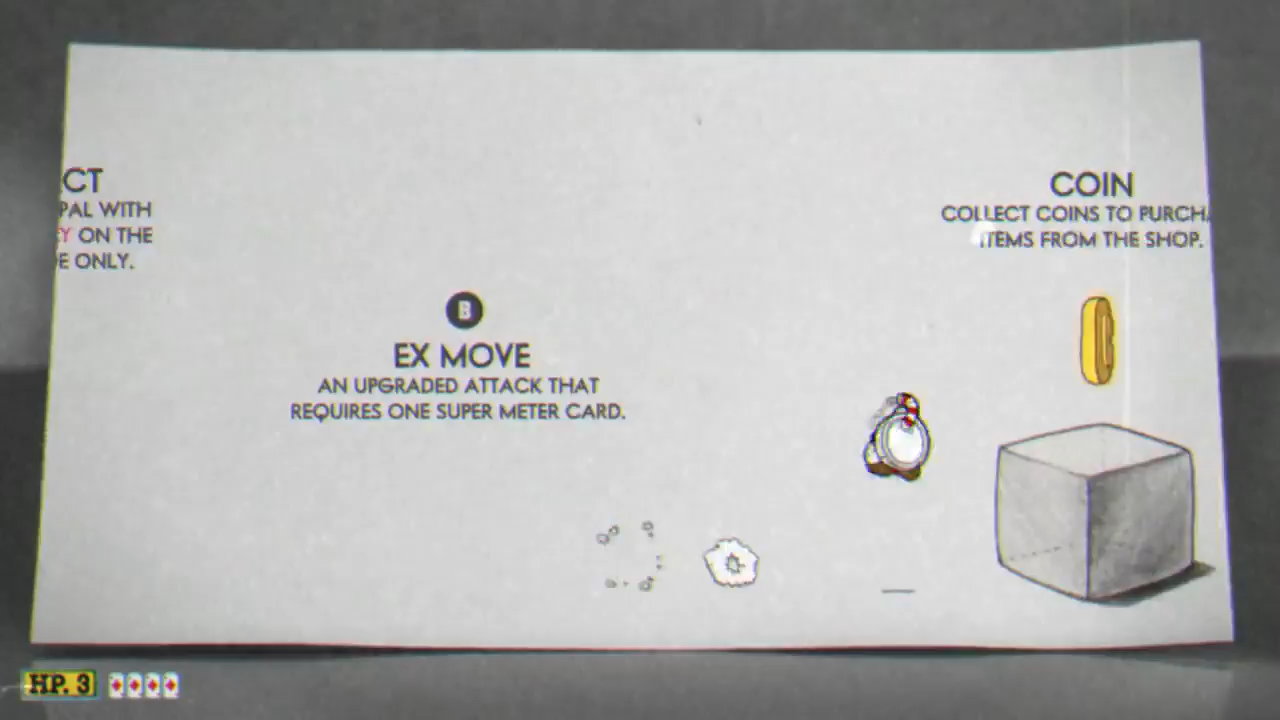 CT
PAL WITH
Y ON THE
E ONLY.
B
EX MOVE
AN UPGRADED ATTACK THAT
REQUIRES ONE SUPER METER CARD.
COIN
COLLECT COINS TO PURCHA
ITEMS FROM THE SHOP.
HP. 3